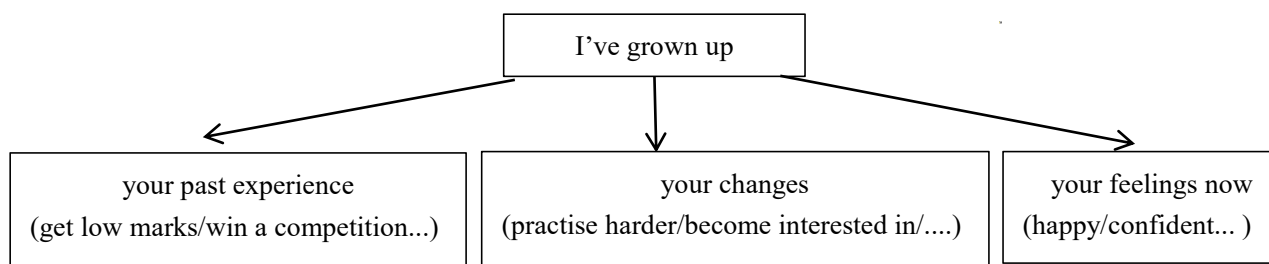 I’ve grown up
your past experience
(get low marks/win a competition...)
your changes
(practise harder/become interested in/....)
your feelings now
(happy/confident... )